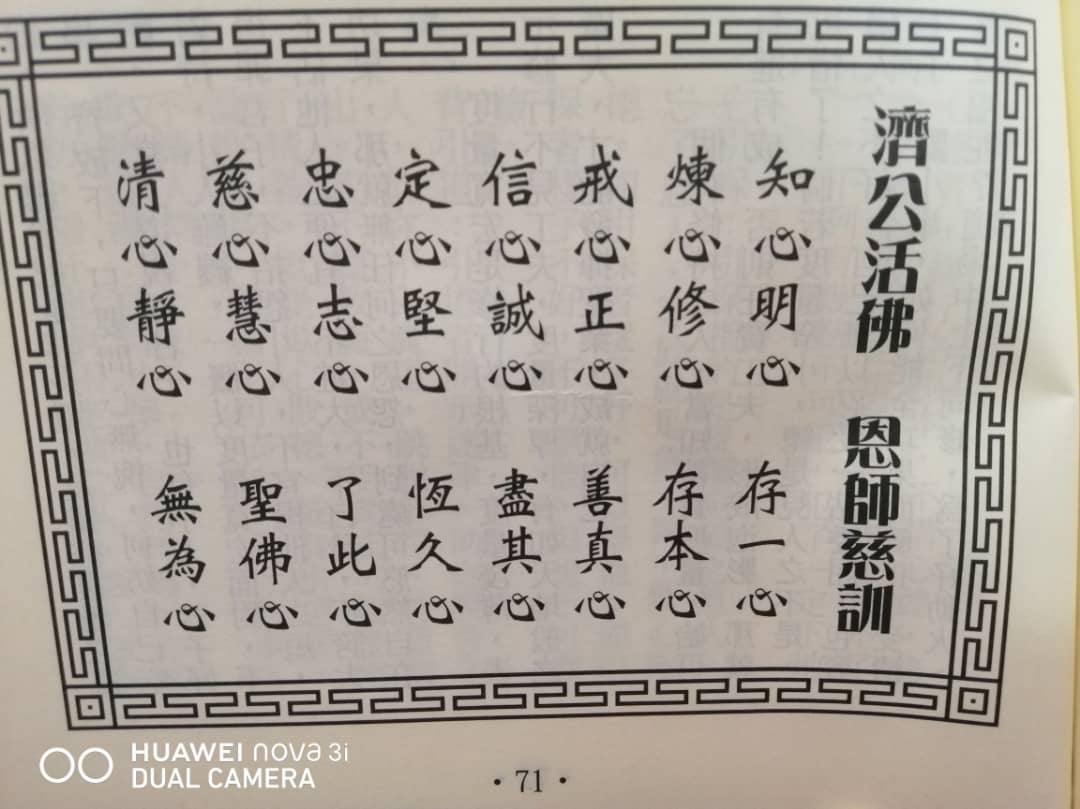 濟公活佛　恩師慈訓
知心明心　存一心
煉心修心　存本心
戒心正心　善真心
信心誠心　盡其心
定心堅心　恆久心
忠心志心　了此心
慈心慧心　聖佛心
清心靜心　無為心
· 71 ·
HUAWEI nova 3i
DUAL CAMERA